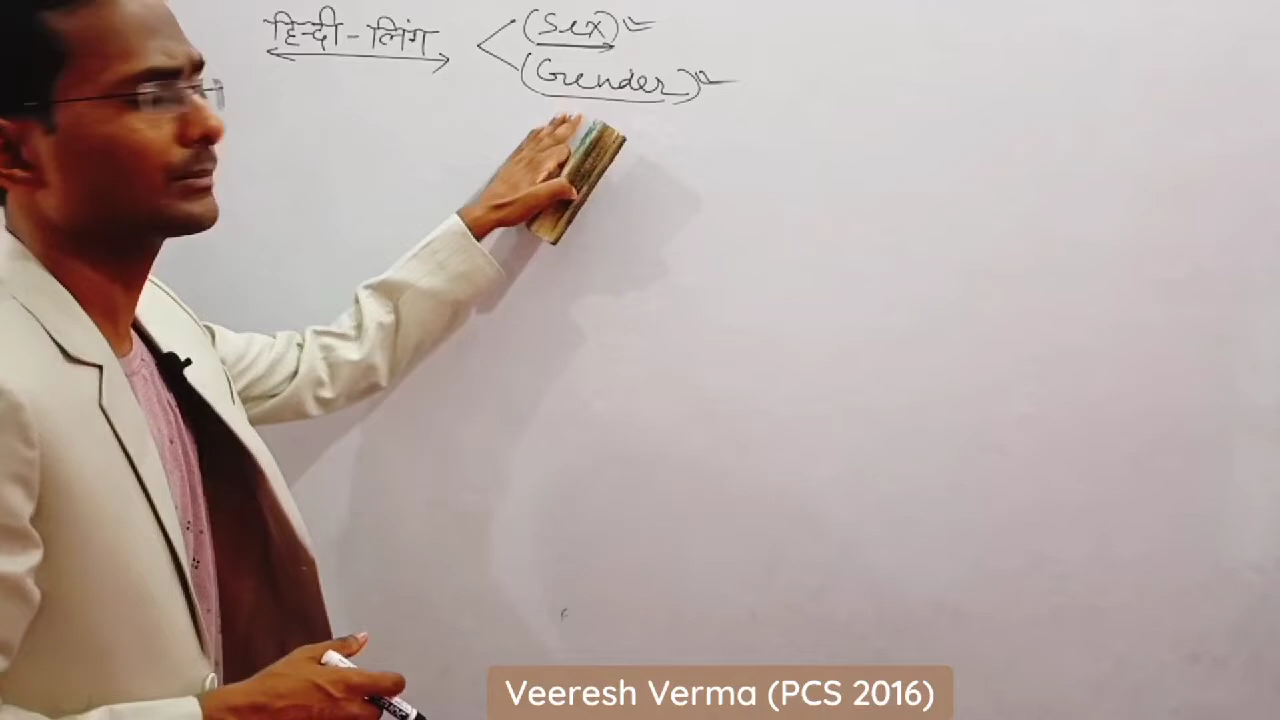 हिन्दी - लिंग
(Sex)
(Gender)
Veeresh Verma (PCS 2016)